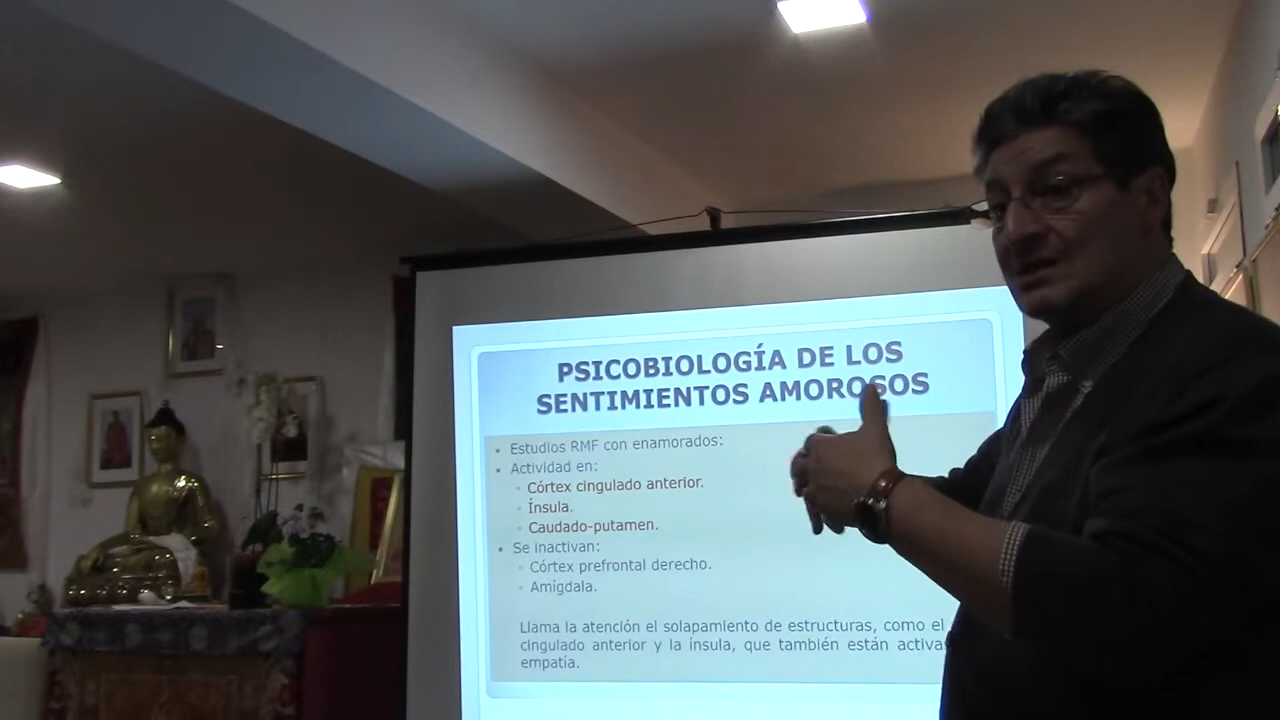 PSICOBIOLOGÍA DE LOS
SENTIMIENTOS AMOROSOS
Estudios RMF con enamorados:
Actividad en:
Córtex cingulado anterior.
Ínsula.
Caudado-putamen.
Se inactivan:
Córtex prefrontal derecho.
Amígdala.
Llama la atención el solapamiento de estructuras, como el
cingulado anterior y la ínsula, que también están
empatía.